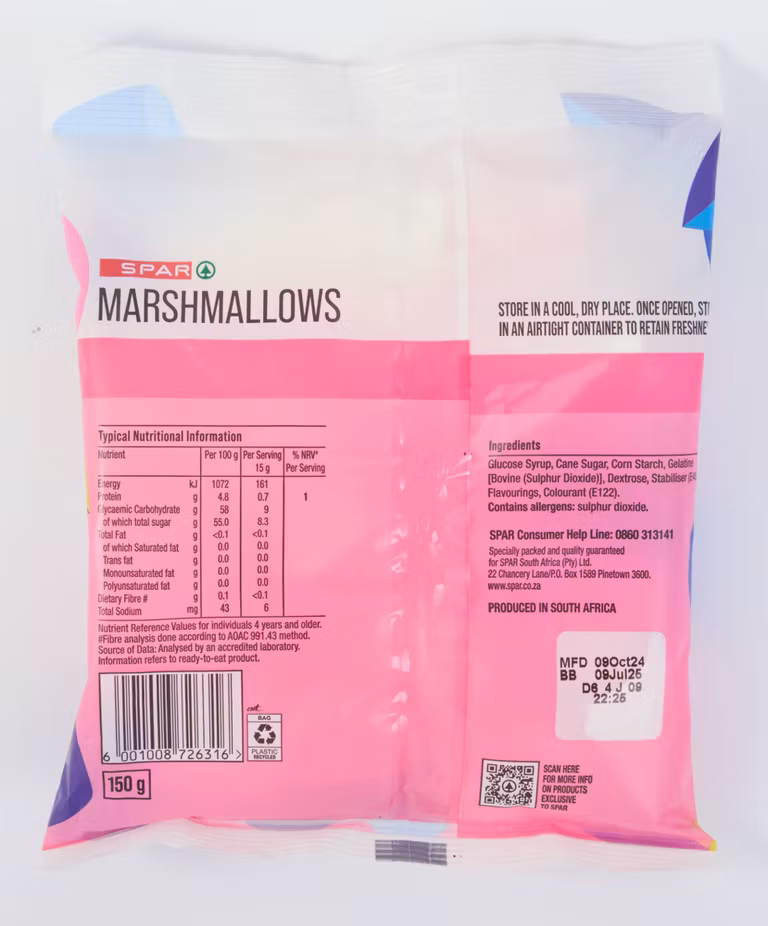 SPAR
MARSHMALLOWS
STORE IN A COOL, DRY PLACE. ONCE OPENED,
IN AN AIRTIGHT CONTAINER TO RETAIN
Typical Nutritional Information
Nutrient Per 100 g Per Serving 15 g % NRV* Per Serving
Energy kJ 1072 161
Protein g 4.8 0.7 1
Glycaemic Carbohydrate g 58 9
of which total sugar g 55.0 8.3
Total Fat g <0.1 <0.1
of which Saturated fat g 0.0 0.0
Trans fat g 0.0 0.0
Monounsaturated fat g 0.0 0.0
Polyunsaturated fat g 0.0 0.0
Dietary Fibre # g 0.1 <0.1
Total Sodium mg 43 6
Nutrient Reference Values for individuals 4 years and older.
#Fibre analysis done according to AOAC 991.43 method.
Source of Data: Analysed by an accredited laboratory.
Information refers to ready-to-eat product.
6 001008 726316 >
BAG
PLASTIC
RECYCLED
150 g
Ingredients
Glucose Syrup, Cane Sugar, Corn Starch, Gelatine
[Bovine (Sulphur Dioxide)], Dextrose, Stabiliser
Flavourings, Colourant (E122).
Contains allergens: sulphur dioxide.
SPAR Consumer Help Line: 0860 313141
Specially packed and quality guaranteed
for SPAR South Africa (Pty) Ltd.
22 Chancery Lane/P.O. Box 1589 Pinetown 3600.
www.spar.co.za
PRODUCED IN SOUTH AFRICA
MFD 09Oct24
BB 09Jul25
D6 4 J 09
22:25
SCAN HERE
FOR MORE INFO
ON PRODUCTS
EXCLUSIVE
TO SPAR